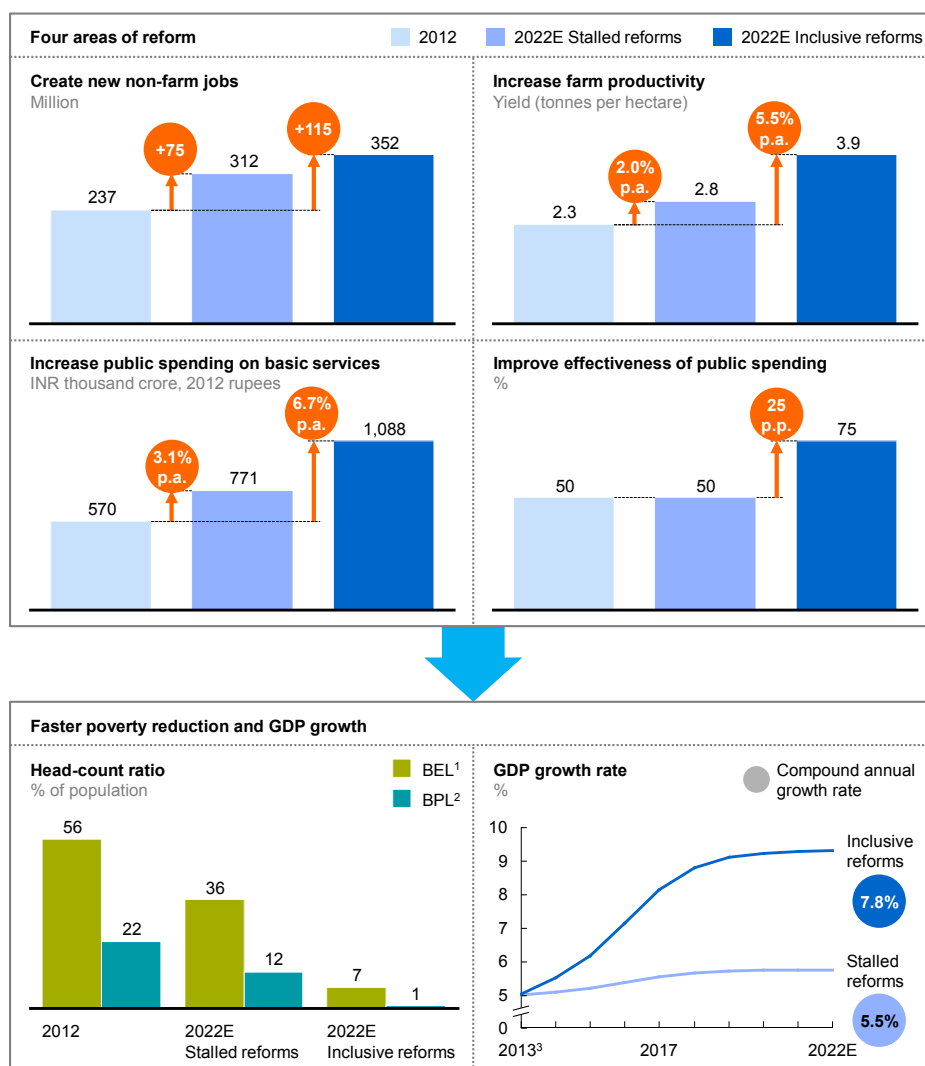 Four areas of reform
2012
2022E Stalled reforms
2022E Inclusive reforms
Create new non-farm jobs
Million
237
+75
312
+115
352
Increase farm productivity
Yield (tonnes per hectare)
2.3
2.0%
p.a.
2.8
5.5%
p.a.
3.9
Increase public spending on basic services
INR thousand crore, 2012 rupees
570
3.1%
p.a.
771
6.7%
p.a.
1,088
Improve effectiveness of public spending
%
50
50
25
p.p.
75
Faster poverty reduction and GDP growth
Head-count ratio
% of population
BEL¹
BPL²
56
22
36
12
7
1
2012
2022E
Stalled reforms
2022E
Inclusive reforms
GDP growth rate
%
Compound annual
growth rate
10
9
8
7
6
5
0
2013³
2017
2022E
Inclusive
reforms
7.8%
Stalled
reforms
5.5%